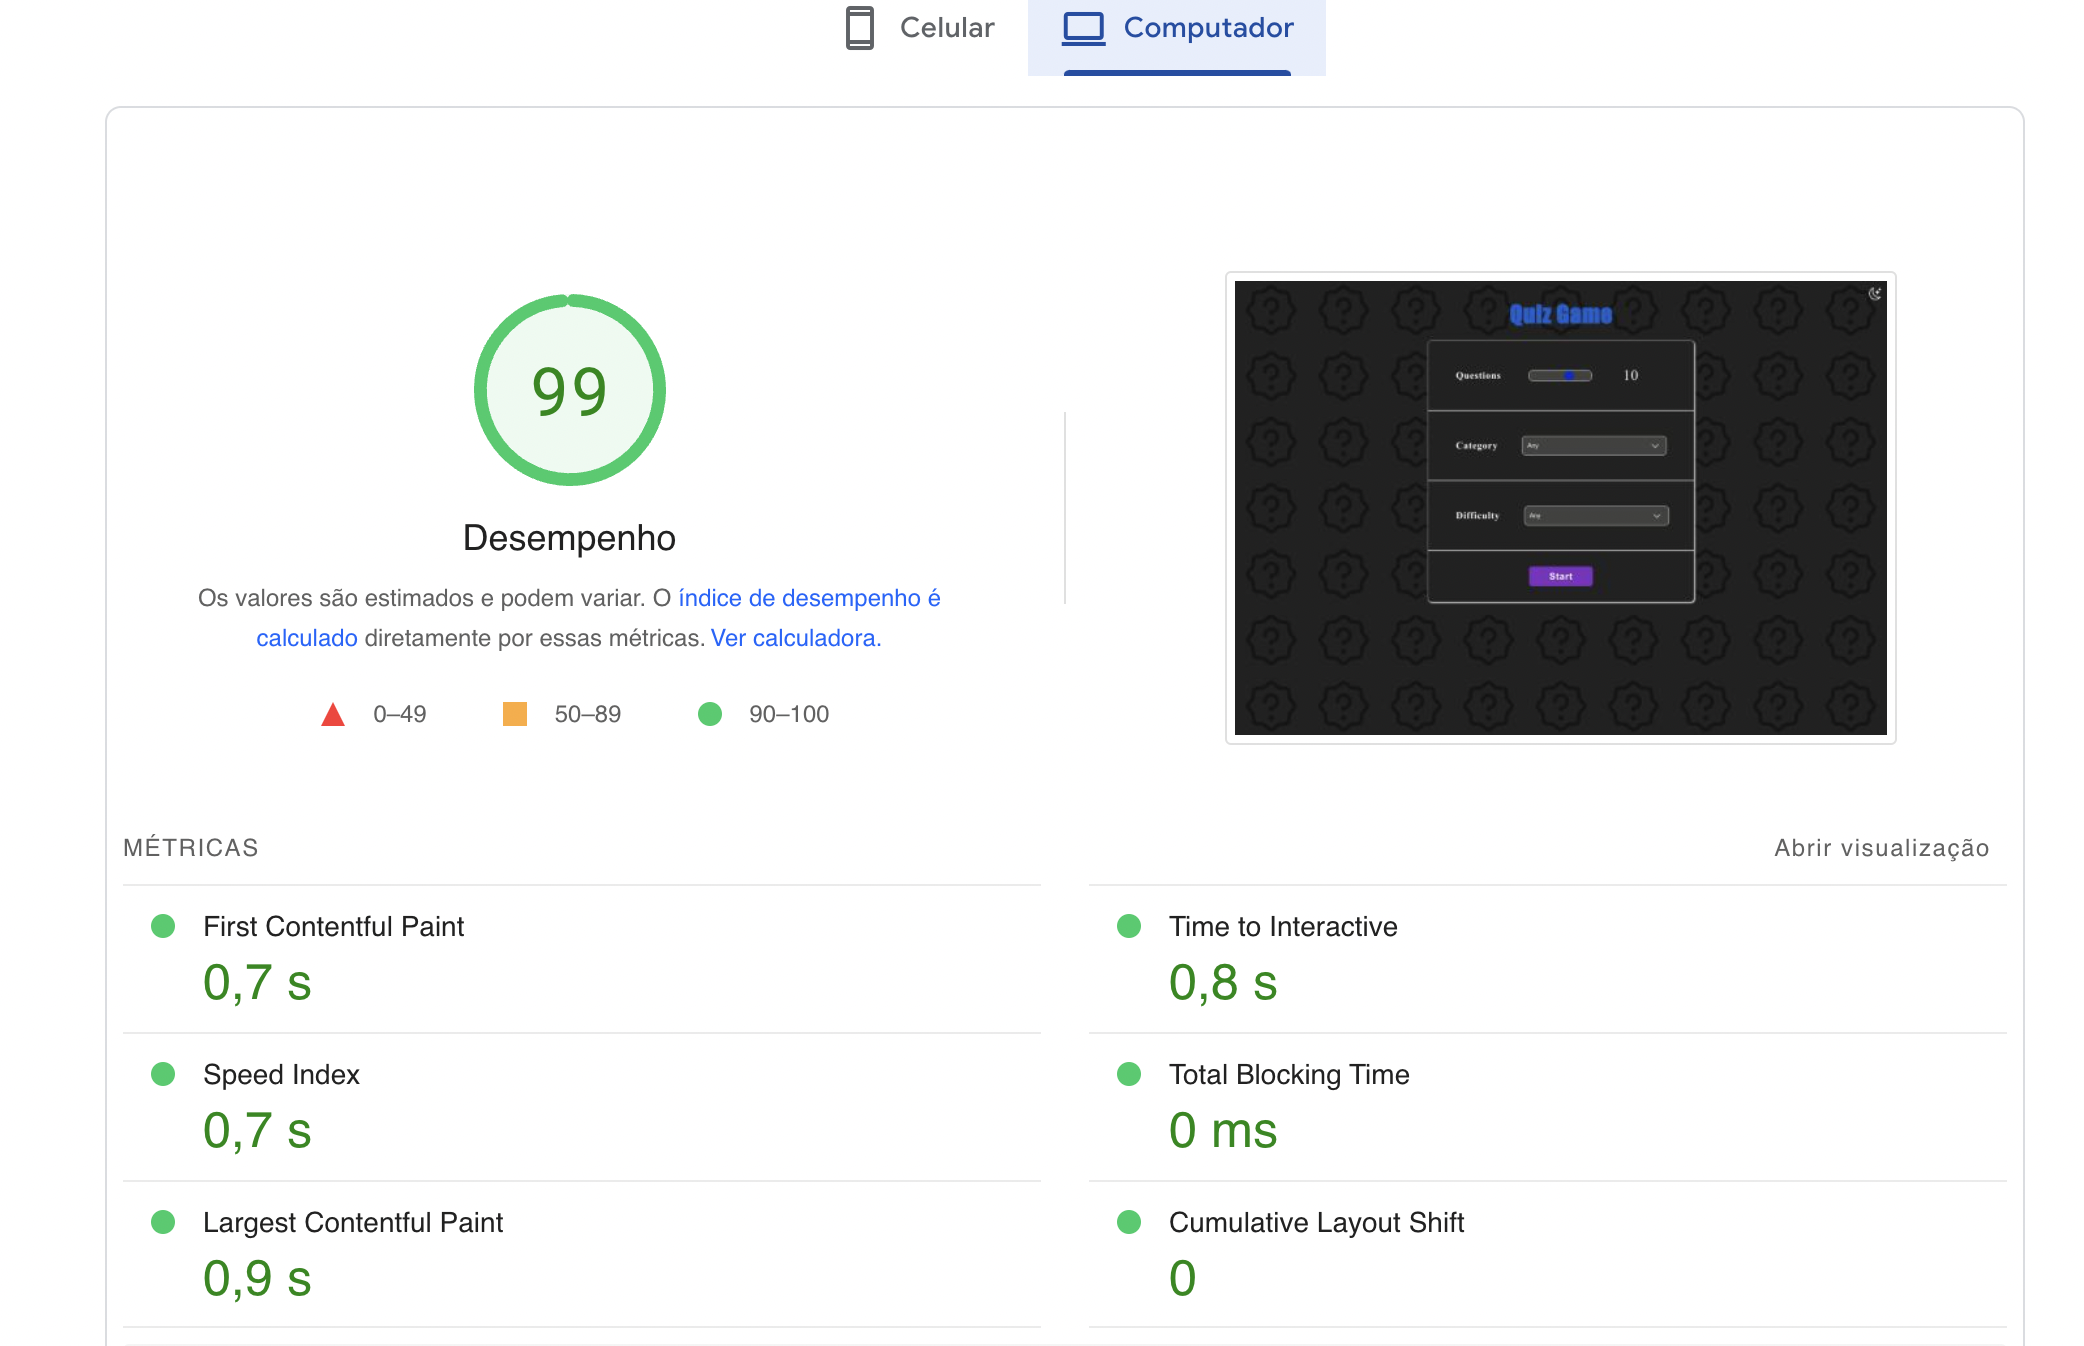 Celular
Computador
99
Desempenho
Os valores são estimados e podem variar. O índice de desempenho é
calculado diretamente por essas métricas. Ver calculadora.
0–49
50–89
90–100
Quiz Game
Questions
10
Category
Any
Difficulty
Any
Start
MÉTRICAS
Abrir visualização
First Contentful Paint
0,7 s
Time to Interactive
0,8 s
Speed Index
0,7 s
Total Blocking Time
0 ms
Largest Contentful Paint
0,9 s
Cumulative Layout Shift
0